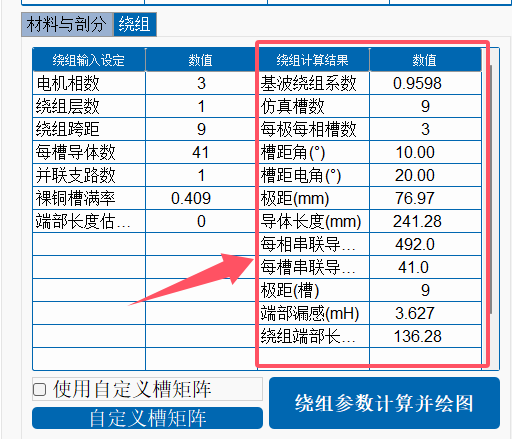 材料与剖分 绕组
绕组输入设定 数值 绕组计算结果 数值
电机相数 3 基波绕组系数 0.9598
绕组层数 1 仿真槽数 9
绕组跨距 9 每极每相槽数 3
每槽导体数 41 槽距角(°) 10.00
并联支路数 1 槽距电角(°) 20.00
裸铜槽满率 0.409 极距(mm) 76.97
端部长度估... 0 导体长度(mm) 241.28
每相串联导... 492.0
每槽串联导... 41.0
极距(槽) 9
端部漏感(mH) 3.627
绕组端部长... 136.28
使用自定义槽矩阵
自定义槽矩阵
绕组参数计算并绘图